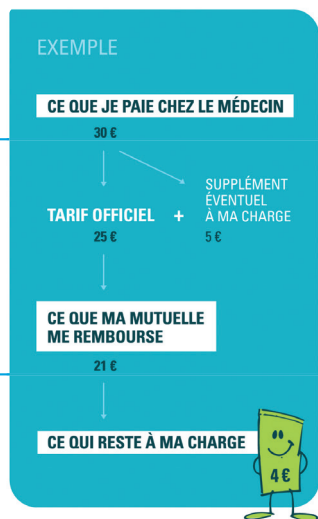 EXEMPLE
CE QUE JE PAIE CHEZ LE MÉDECIN
30 €
TARIF OFFICIEL +
25 €
SUPPLÉMENT
ÉVENTUEL
À MA CHARGE
5 €
CE QUE MA MUTUELLE
ME REMBOURSE
21 €
CE QUI RESTE À MA CHARGE
4 €